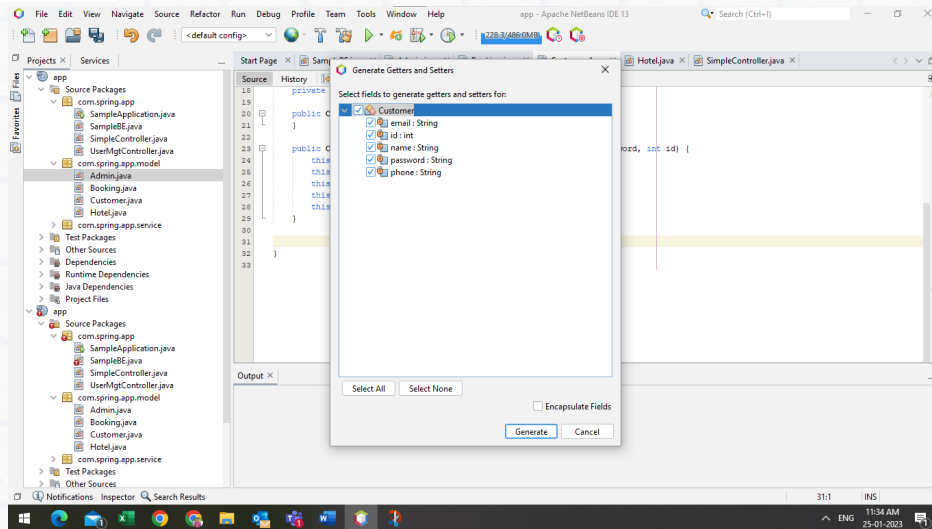 File Edit View Navigate Source Refactor Run Debug Profile Team Tools Window Help
app - Apache NetBeans IDE 13
Search (Ctrl+I)
<default config>
228.3/486.0MB
Projects
Services
Files
Favorites
app
Source Packages
com.spring.app
SampleApplication.java
SampleBE.java
SimpleController.java
UserMgtController.java
com.spring.app.model
Admin.java
Booking.java
Customer.java
Hotel.java
com.spring.app.service
Test Packages
Other Sources
Dependencies
Runtime Dependencies
Java Dependencies
Project Files
app
Source Packages
com.spring.app
SampleApplication.java
SampleBE.java
SimpleController.java
UserMgtController.java
com.spring.app.model
Admin.java
Booking.java
Customer.java
Hotel.java
com.spring.app.service
Test Packages
Other Sources
Start Page
Hotel.java
SimpleController.java
Source History
18 private
19
20 public C
21 }
22
23 public C ord, int id) {
24 this
25 this
26 this
27 this
28 this
29 }
30
31
32 }
33
Generate Getters and Setters
Select fields to generate getters and setters for:
Customer
email : String
id : int
name : String
password : String
phone : String
Select All
Select None
Encapsulate Fields
Generate
Cancel
Output
Notifications Inspector Search Results
31:1 INS
ENG
11:34 AM
25-01-2023